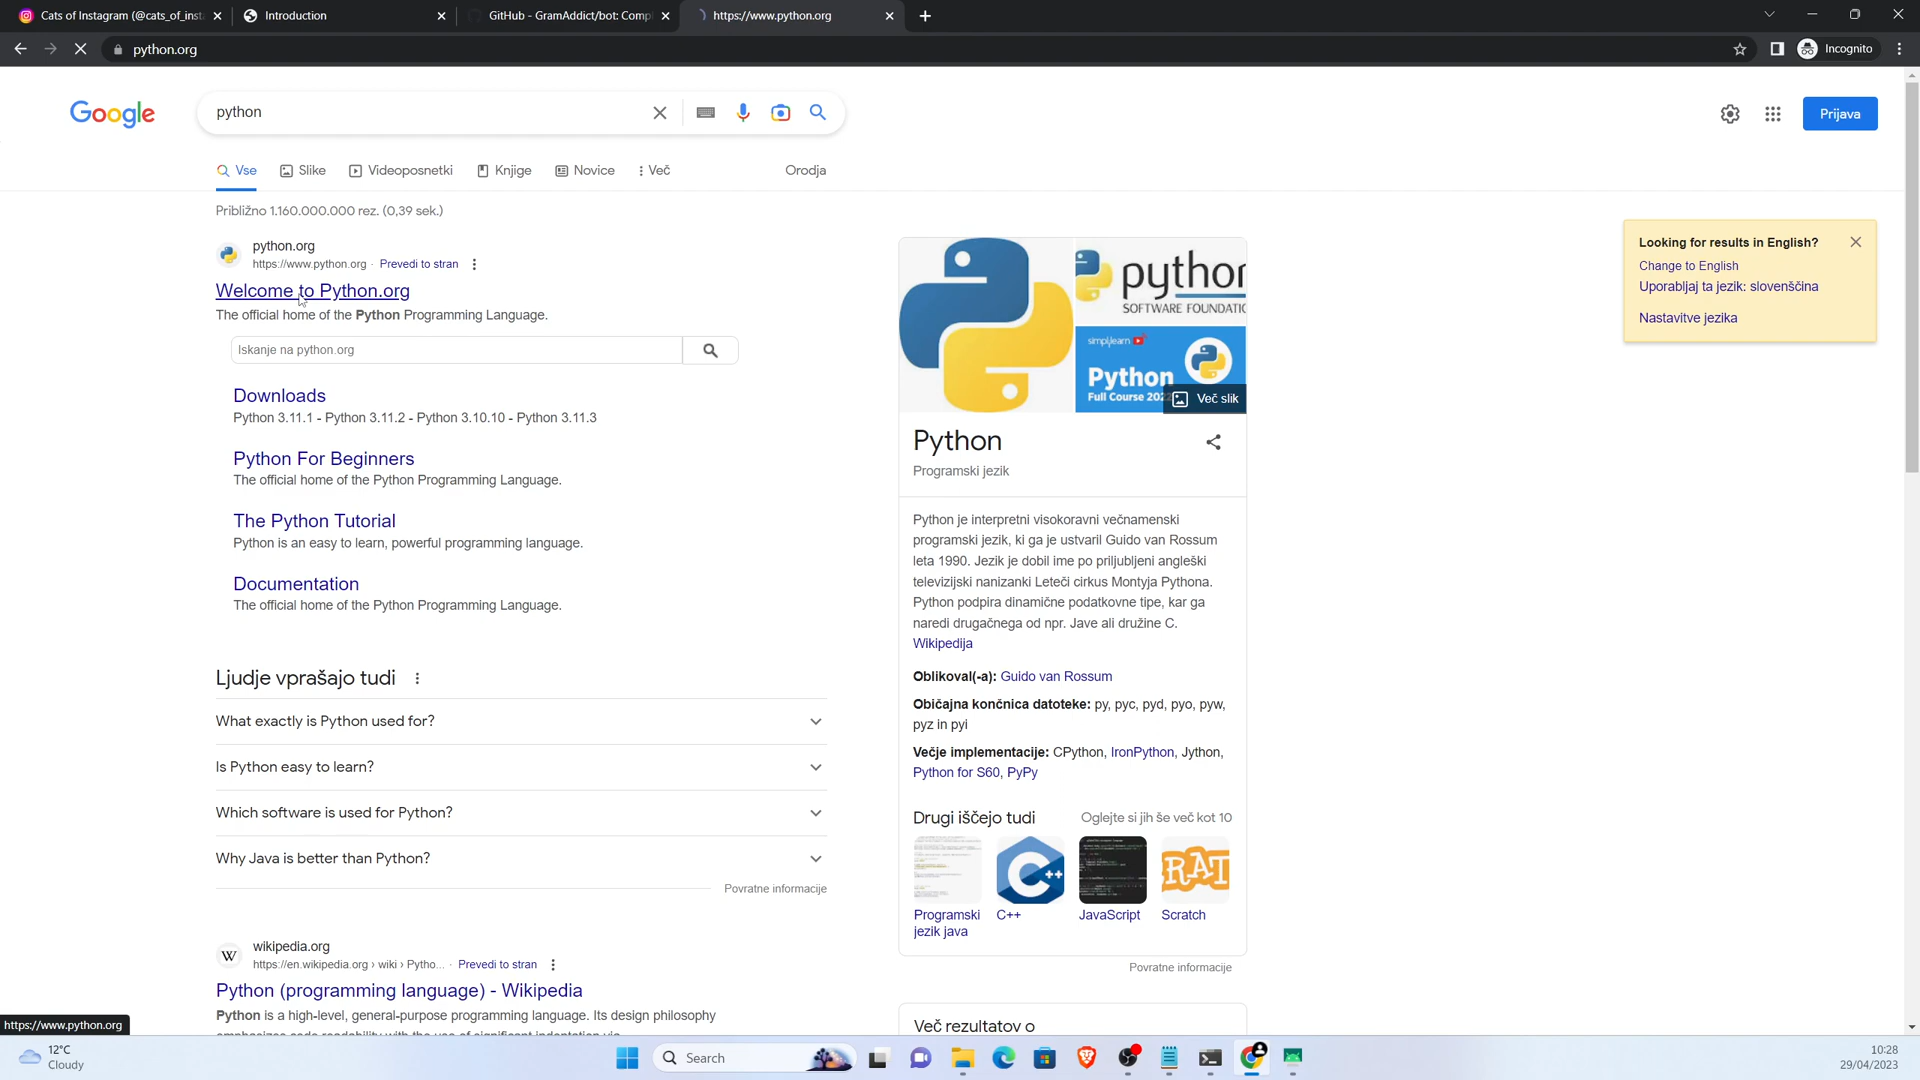 Cats of Instagram (@cats_of_inst
Introduction
GitHub - GramAddict/bot: Compl
https://www.python.org
python.org
Incognito
Google
python
Prijava
Vse
Slike
Videoposnetki
Knjige
Novice
Več
Orodja
Približno 1.160.000.000 rez. (0,39 sek.)
python.org
https://www.python.org · Prevedi to stran
Welcome to Python.org
The official home of the Python Programming Language.
Iskanje na python.org
Downloads
Python 3.11.1 - Python 3.11.2 - Python 3.10.10 - Python 3.11.3
Python For Beginners
The official home of the Python Programming Language.
The Python Tutorial
Python is an easy to learn, powerful programming language.
Documentation
The official home of the Python Programming Language.
Ljudje vprašajo tudi
What exactly is Python used for?
Is Python easy to learn?
Which software is used for Python?
Why Java is better than Python?
Povratne informacije
wikipedia.org
https://en.wikipedia.org › wiki › Pytho... · Prevedi to stran
Python (programming language) - Wikipedia
Python is a high-level, general-purpose programming language. Its design philosophy
emphasizes code readability with the use of significant indentation via
python
SOFTWARE FOUNDATIO
simplilearn
Python
Full Course 2022
Več slik
Python
Programski jezik
Python je interpretni visokoravni večnamenski
programski jezik, ki ga je ustvaril Guido van Rossum
leta 1990. Jezik je dobil ime po priljubljeni angleški
televizijski nanizanki Leteči cirkus Montyja Pythona.
Python podpira dinamične podatkovne tipe, kar ga
naredi drugačnega od npr. Jave ali družine C.
Wikipedija
Oblikoval(-a): Guido van Rossum
Običajna končnica datoteke: py, pyc, pyd, pyo, pyw,
pyz in pyi
Večje implementacije: CPython, IronPython, Jython,
Python for S60, PyPy
Drugi iščejo tudi
Oglejte si jih še več kot 10
RAT
Programski
jezik java
C++
JavaScript
Scratch
Povratne informacije
Več rezultatov o
Looking for results in English?
Change to English
Uporabljaj ta jezik: slovenščina
Nastavitve jezika
https://www.python.org
12°C
Cloudy
Search
10:28
29/04/2023